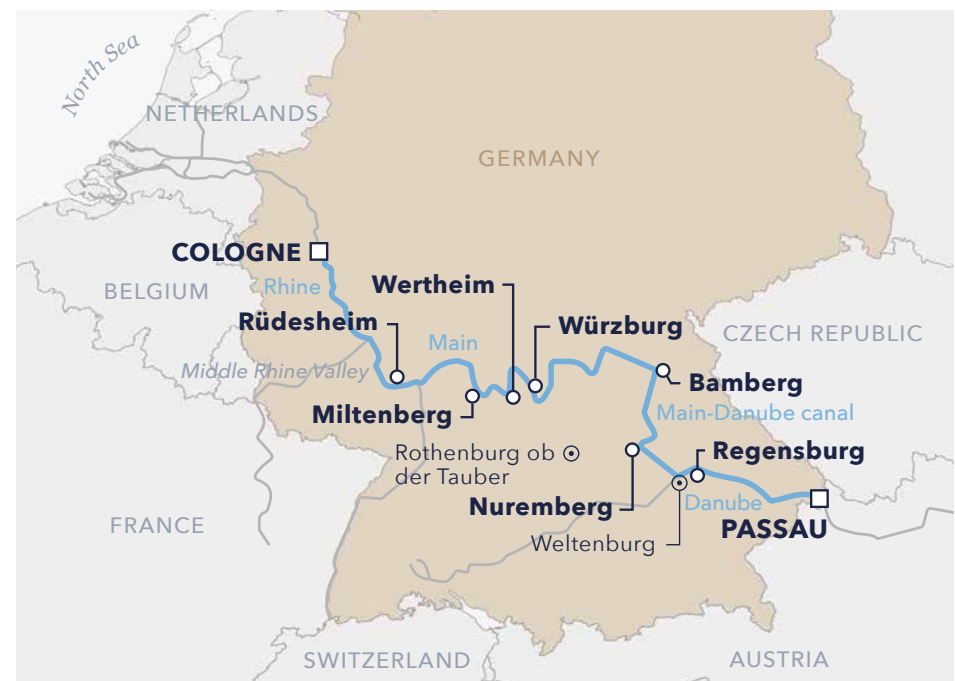 North Sea
NETHERLANDS
GERMANY
COLOGNE
Rhine
Wertheim
BELGIUM
Rüdesheim
Würzburg
CZECH REPUBLIC
Main
Middle Rhine Valley
Bamberg
Miltenberg
Main-Danube canal
Rothenburg ob
der Tauber
Regensburg
Nuremberg
Danube
FRANCE
PASSAU
Weltenburg
SWITZERLAND
AUSTRIA